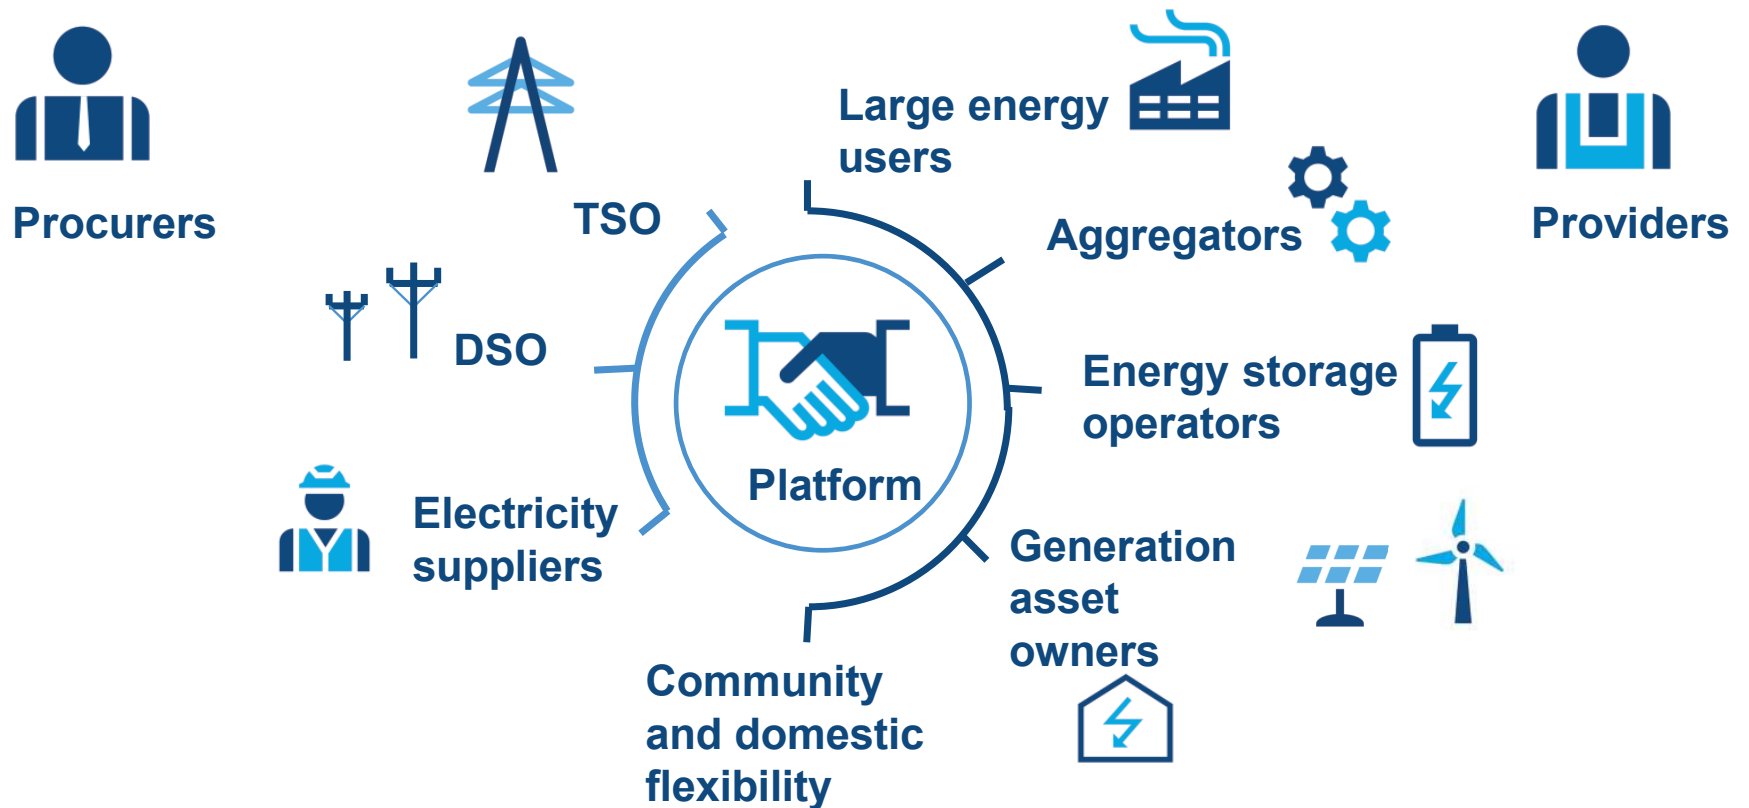 Procurers
TSO
DSO
Electricity
suppliers
Platform
Large energy
users
Aggregators
Energy storage
operators
Generation
asset
owners
Community
and domestic
flexibility
Providers